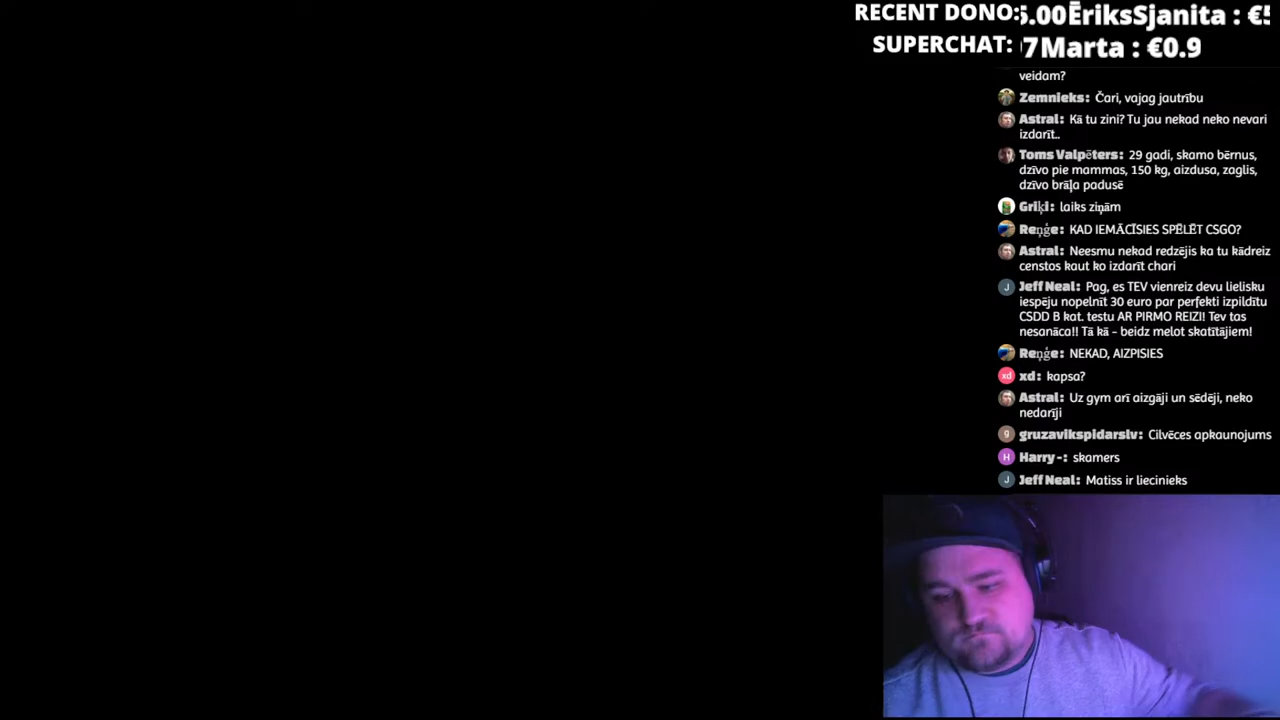 RECENT DONO: 5.00ĒriksSjanita : €5
SUPERCHAT: 7Marta : €0.9
veidam?
Zemnieks: Čari, vajag jautrību
Astral: Kā tu zini? Tu jau nekad neko nevari
izdarīt..
Toms Valpēters: 29 gadi, skamo bērnus,
dzīvo pie mammas, 150 kg, aizdusa, zaglis,
dzīvo brāļa padusē
Griķi: laiks ziņām
Reņģe: KAD IEMĀCĪSIES SPĒLĒT CSGO?
Astral: Neesmu nekad redzējis ka tu kādreiz
censtos kaut ko izdarīt chari
Jeff Neal: Pag, es TEV vienreiz devu lielisku
iespēju nopelnīt 30 euro par perfekti izpildītu
CSDD B kat. testu AR PIRMO REIZI! Tev tas
nesanāca!! Tā kā - beidz melot skatītājiem!
Reņģe: NEKAD, AIZPISIES
xd xd: kapsa?
Astral: Uz gym arī aizgāji un sēdēji, neko
nedarīji
g gruzavikspidarslv: Cilvēces apkaunojums
H Harry-: skamers
J Jeff Neal: Matiss ir liecinieks